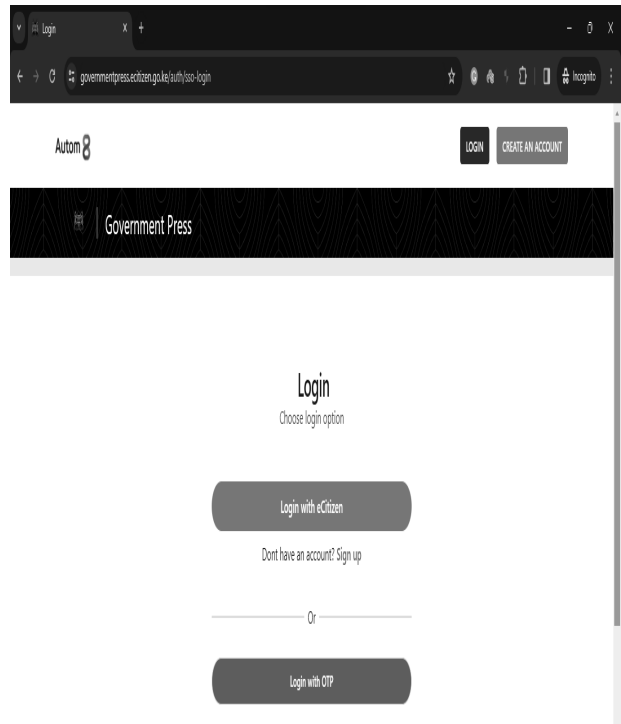 Login
governmentpress.ecitizen.go.ke/auth/sso-login
Incognito
Autom8
LOGIN
CREATE AN ACCOUNT
Government Press
Login
Choose login option
Login with eCitizen
Dont have an account? Sign up
Or
Login with OTP